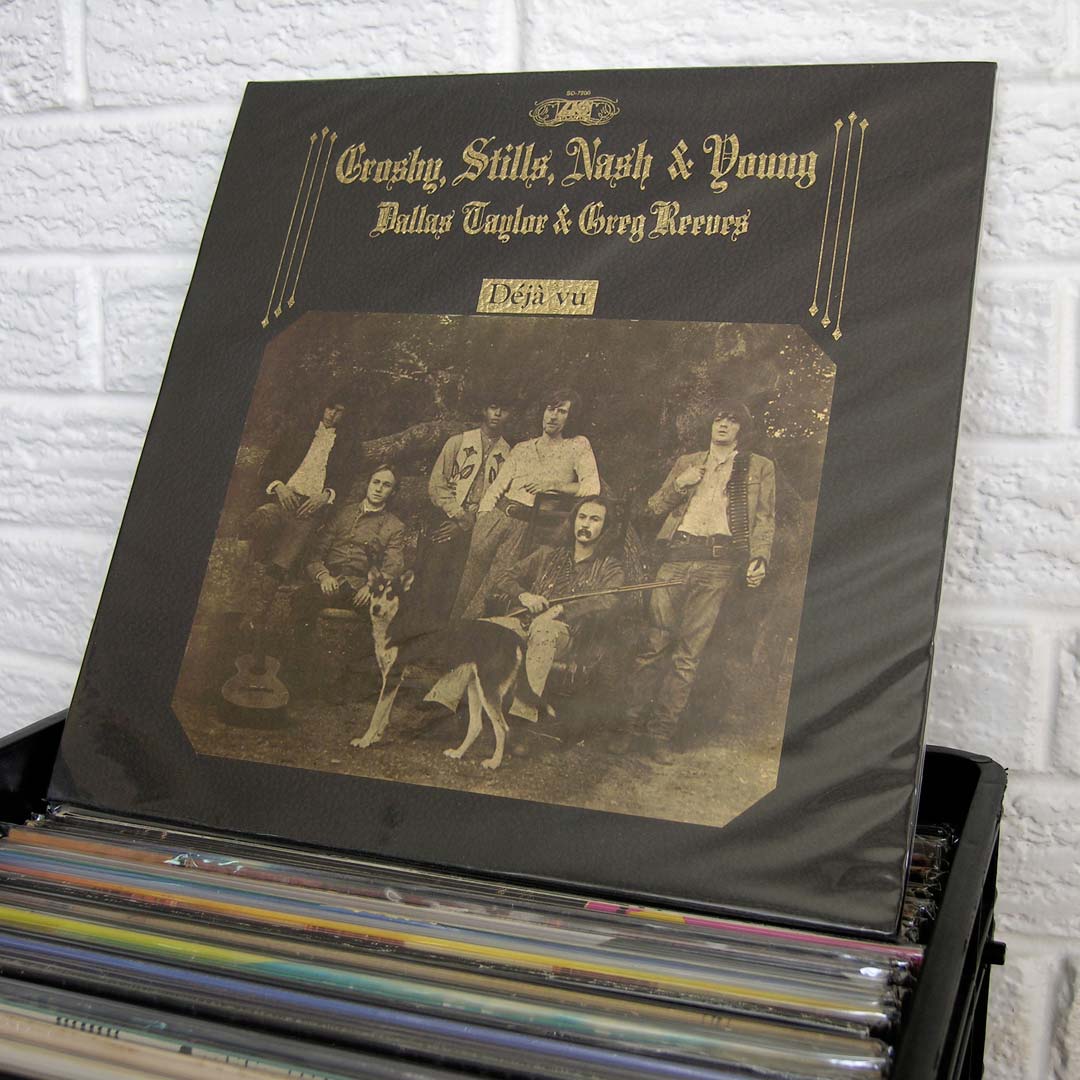 SD-7200
Crosby, Stills, Nash & Young
Dallas Taylor & Greg Reeves
Déjà vu